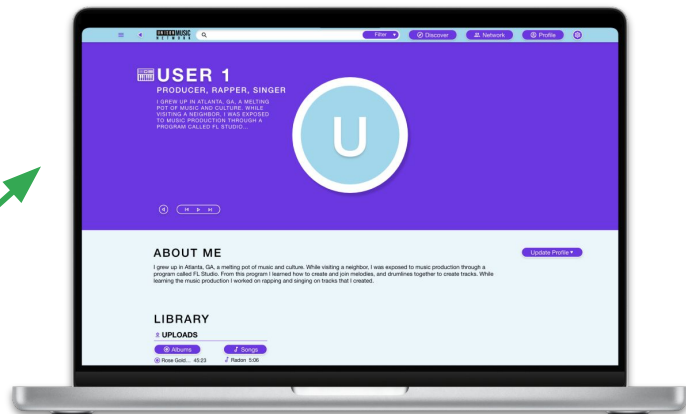 MUSIC
NETWORK
Filter
Discover
Network
Profile
USER 1
PRODUCER, RAPPER, SINGER
I GREW UP IN ATLANTA, GA, A MELTING
POT OF MUSIC AND CULTURE. WHILE
VISITING A NEIGHBOR, I WAS EXPOSED
TO MUSIC PRODUCTION THROUGH A
PROGRAM CALLED FL STUDIO...
U
ABOUT ME
Update Profile
I grew up in Atlanta, GA, a melting pot of music and culture. While visiting a neighbor, I was exposed to music production through a
program called FL Studio. From this program I learned how to create and join melodies, and drumlines together to create tracks. While
learning the music production I worked on rapping and singing on tracks that I created.
LIBRARY
UPLOADS
Albums
Songs
Rose Gold... 45:23
Radon 5:06